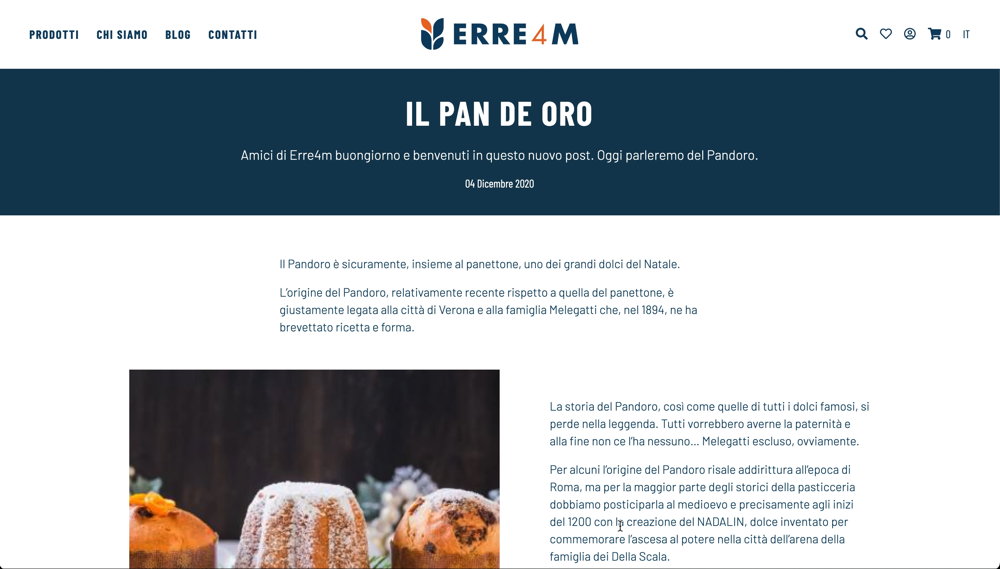 PRODOTTI CHI SIAMO BLOG CONTATTI ERRE4M 0 IT
IL PAN DE ORO
Amici di Erre4m buongiorno e benvenuti in questo nuovo post. Oggi parleremo del Pandoro.
04 Dicembre 2020
Il Pandoro è sicuramente, insieme al panettone, uno dei grandi dolci del Natale.
L’origine del Pandoro, relativamente recente rispetto a quella del panettone, è
giustamente legata alla città di Verona e alla famiglia Melegatti che, nel 1894, ne ha
brevettato ricetta e forma.
La storia del Pandoro, così come quelle di tutti i dolci famosi, si
perde nella leggenda. Tutti vorrebbero averne la paternità e
alla fine non ce l’ha nessuno… Melegatti escluso, ovviamente.
Per alcuni l’origine del Pandoro risale addirittura all’epoca di
Roma, ma per la maggior parte degli storici della pasticceria
dobbiamo posticiparla al medioevo e precisamente agli inizi
del 1200 con la creazione del NADALIN, dolce inventato per
commemorare l’ascesa al potere nella città dell’arena della
famiglia dei Della Scala.